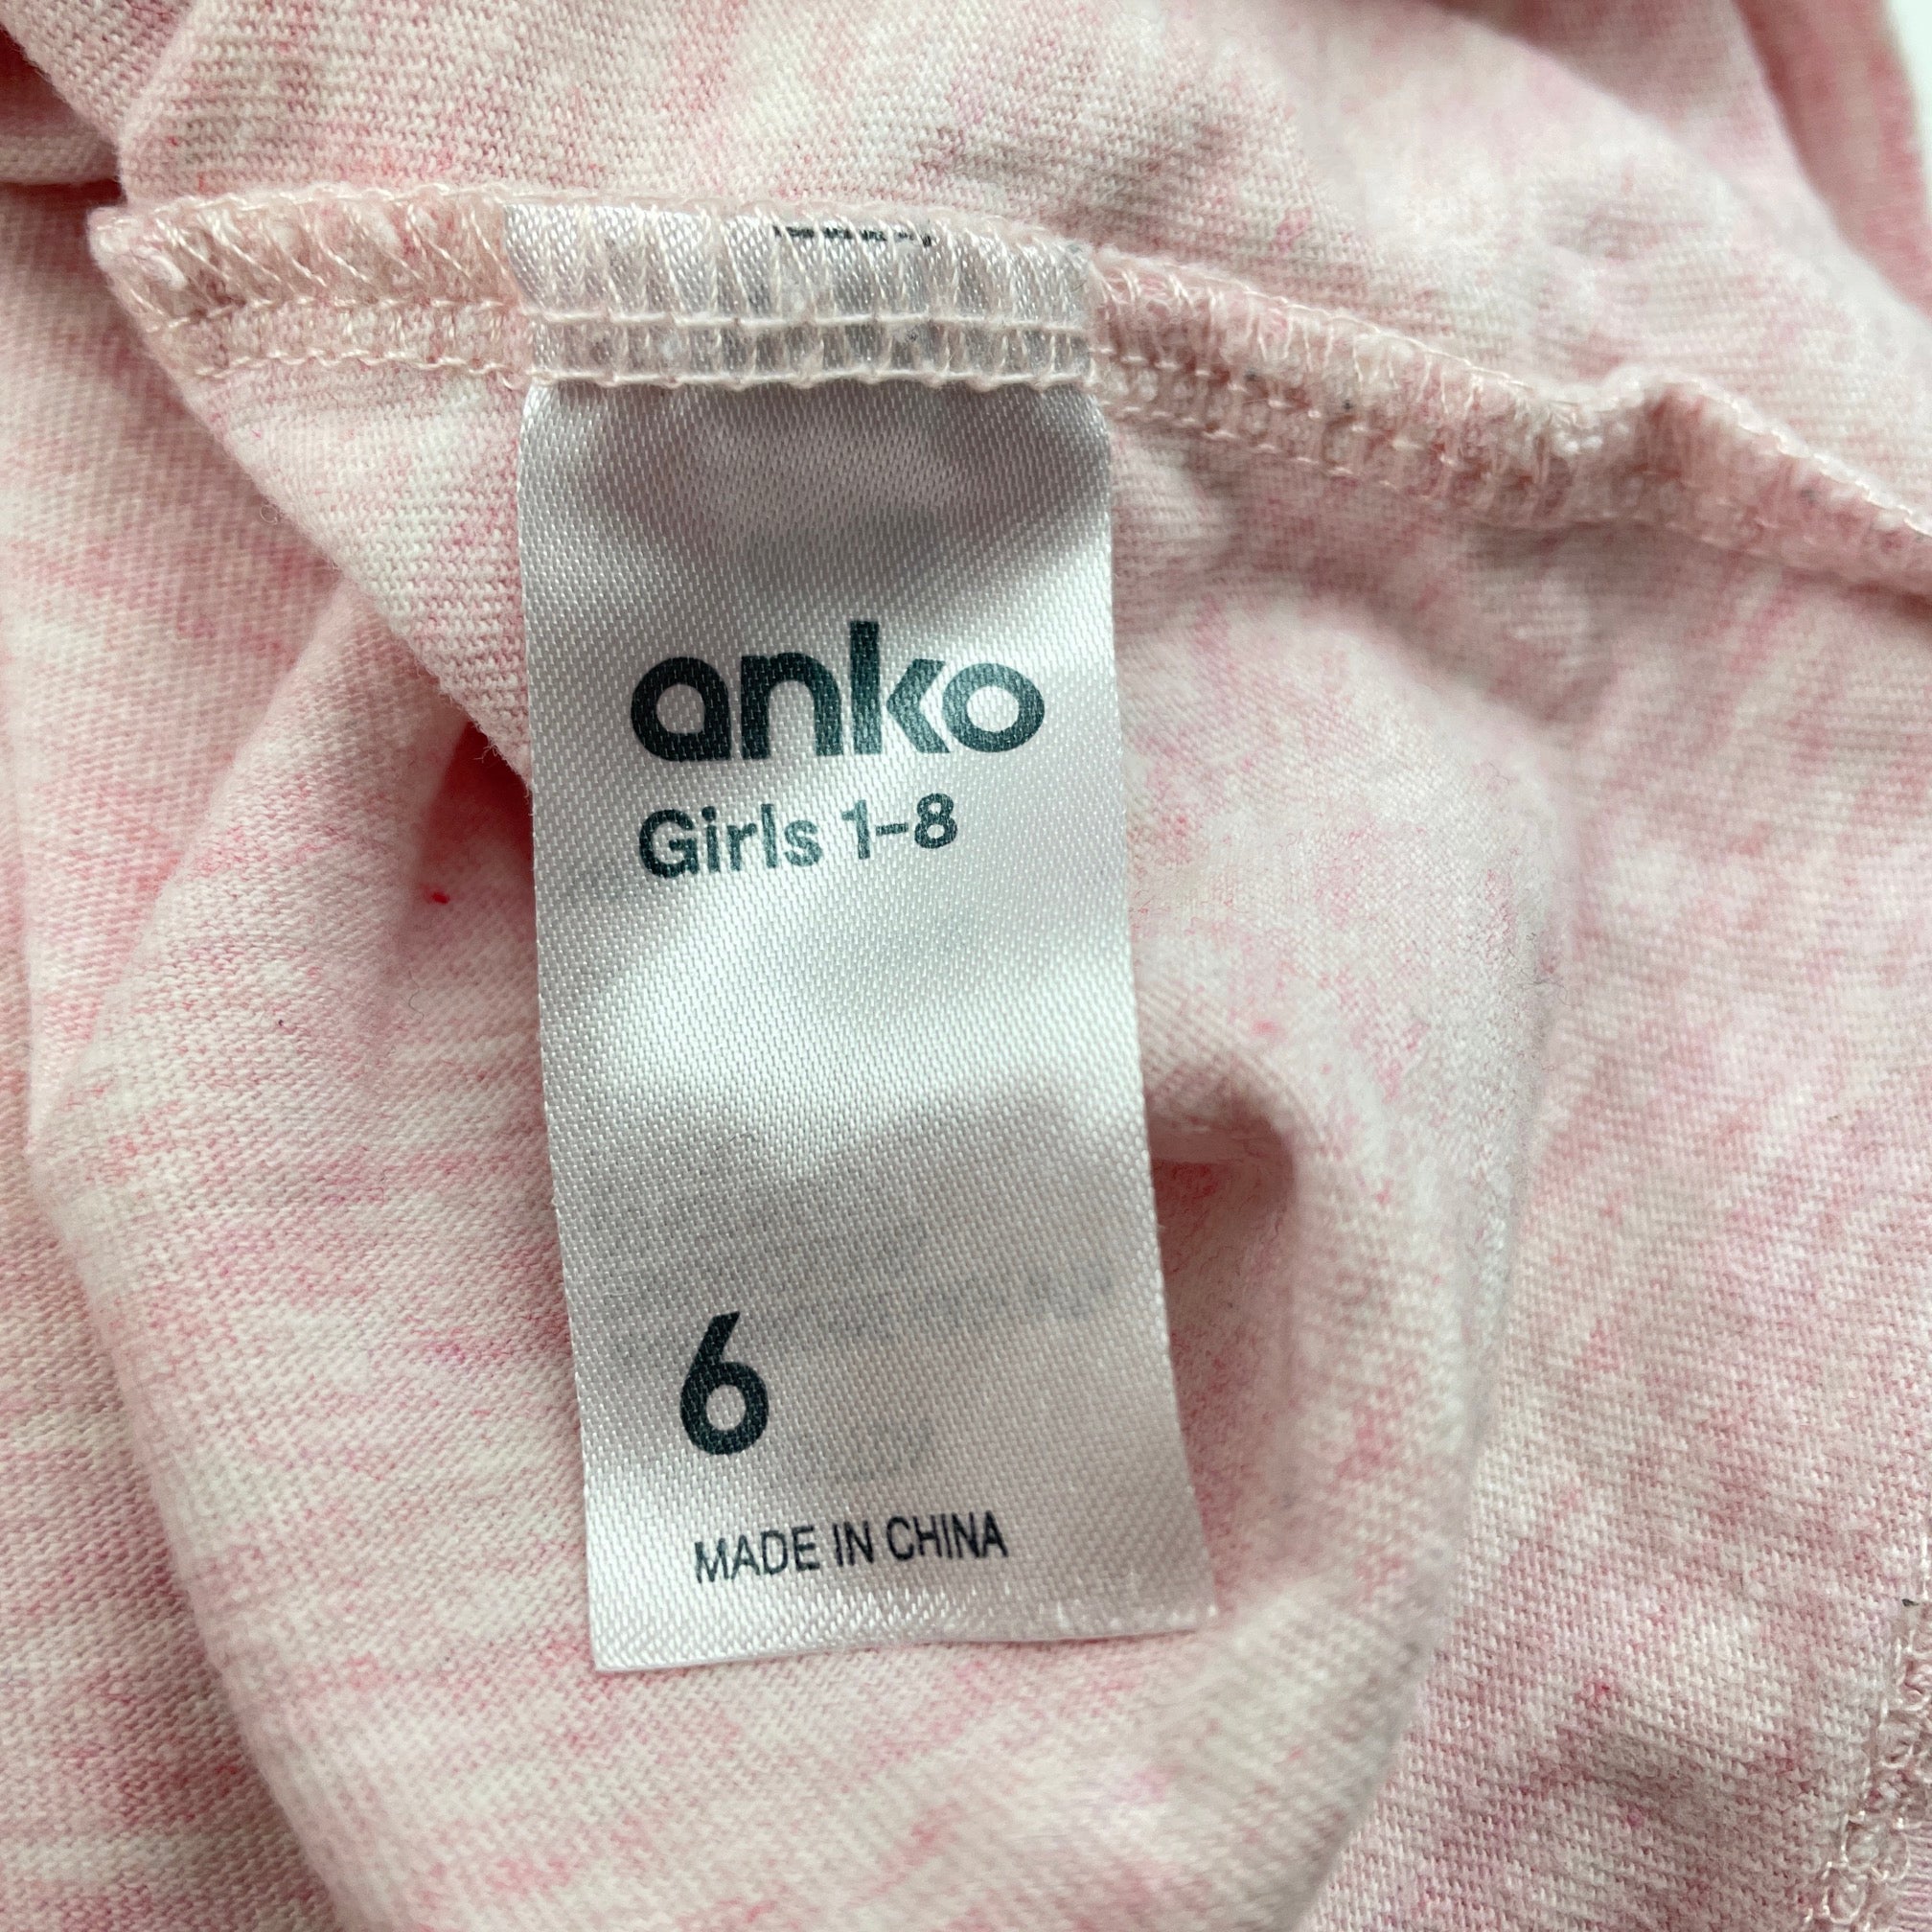 anko
Girls 1-8
6
MADE IN CHINA